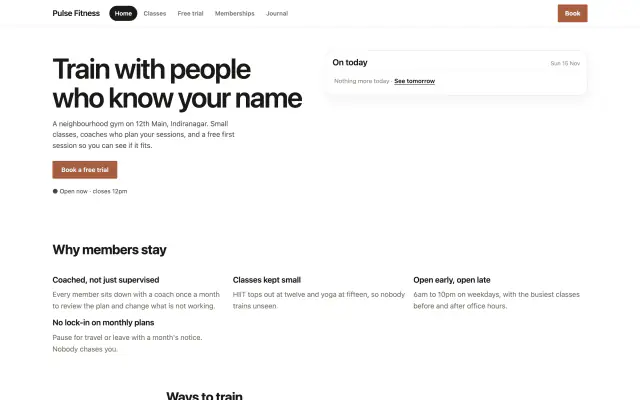 Pulse Fitness
Home
Classes
Free trial
Memberships
Journal
Book
Train with people
who know your name
A neighbourhood gym on 12th Main, Indiranagar. Small
classes, coaches who plan your sessions, and a free first
session so you can see if it fits.
Book a free trial
Open now · closes 12pm
On today
Sun 15 Nov
Nothing more today · See tomorrow
Why members stay
Coached, not just supervised
Every member sits down with a coach once a month
to review the plan and change what is not working.
Classes kept small
HIIT tops out at twelve and yoga at fifteen, so nobody
trains unseen.
Open early, open late
6am to 10pm on weekdays, with the busiest classes
before and after office hours.
No lock-in on monthly plans
Pause for travel or leave with a month's notice.
Nobody chases you.
Ways to train